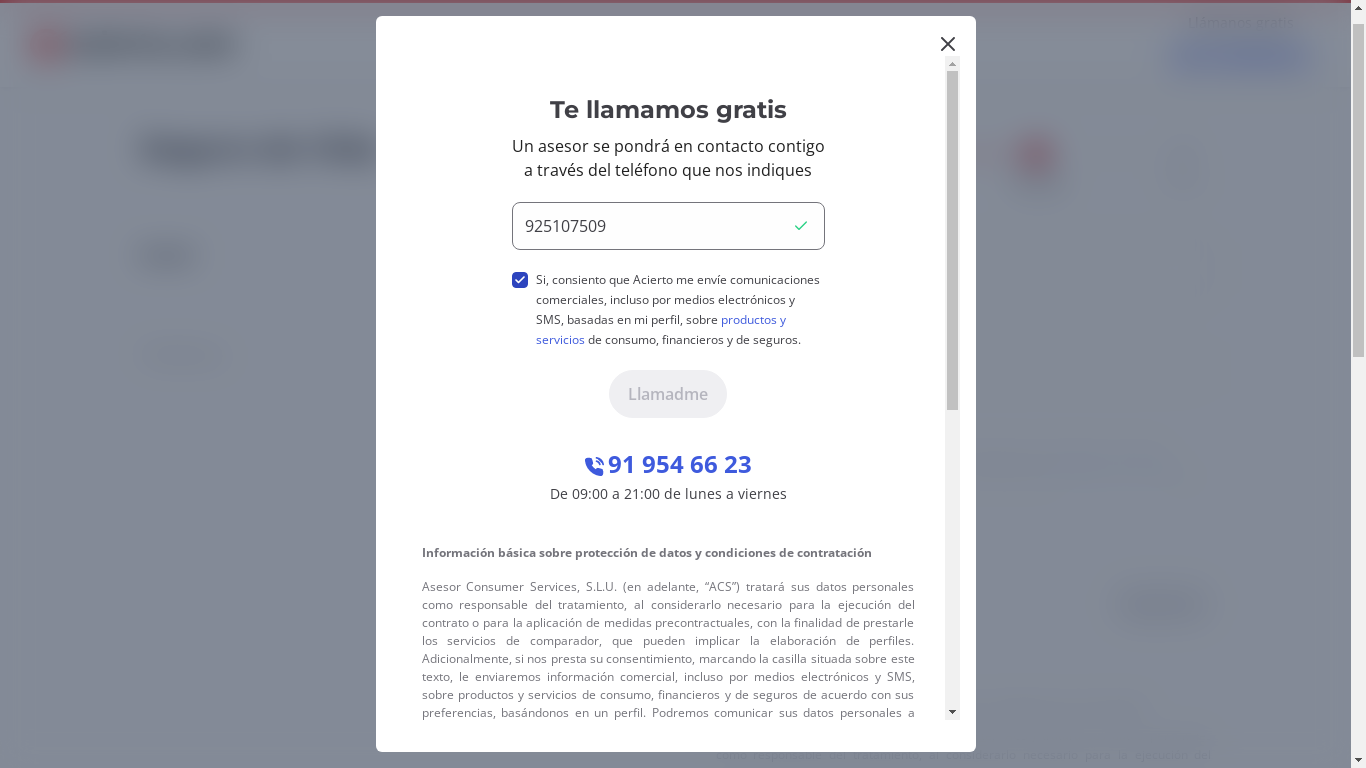 Te llamamos gratis
Un asesor se pondrá en contacto contigo
a través del teléfono que nos indiques
925107509
Si, consiento que Acierto me envíe comunicaciones
comerciales, incluso por medios electrónicos y
SMS, basadas en mi perfil, sobre productos y
servicios de consumo, financieros y de seguros.
Llamadme
91 954 66 23
De 09:00 a 21:00 de lunes a viernes
Información básica sobre protección de datos y condiciones de contratación
Asesor Consumer Services, S.L.U. (en adelante, “ACS”) tratará sus datos personales
como responsable del tratamiento, al considerarlo necesario para la ejecución del
contrato o para la aplicación de medidas precontractuales, con la finalidad de prestarle
los servicios de comparador, que pueden implicar la elaboración de perfiles.
Adicionalmente, si nos presta su consentimiento, marcando la casilla situada sobre este
texto, le enviaremos información comercial, incluso por medios electrónicos y SMS,
sobre productos y servicios de consumo, financieros y de seguros de acuerdo con sus
preferencias, basándonos en un perfil. Podremos comunicar sus datos personales a